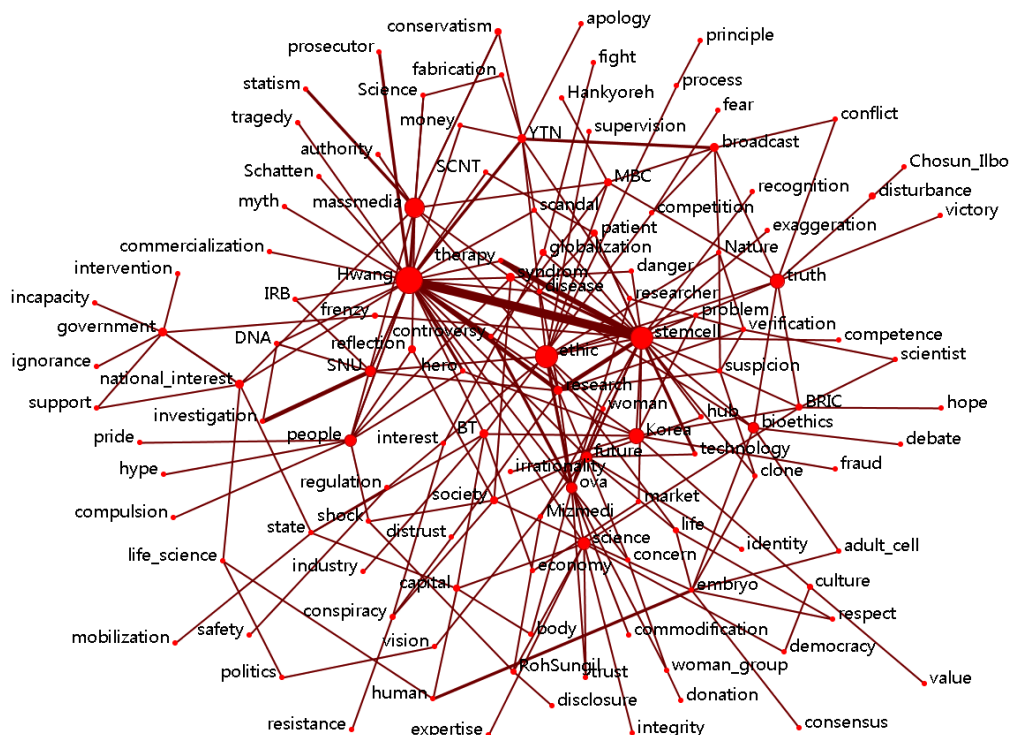 apology
conservatism
principle
prosecutor
fight
fabrication
process
statism
Science
Hankyoreh
fear
tragedy
money
YTN
supervision
conflict
broadcast
authority
SCNT
MBC
Chosun_Ilbo
Schatten
recognition
disturbance
myth
massmedia
scandal
competition
victory
patient
exaggeration
commercialization
therapy
globalization
Nature
intervention
Hwang
syndrom
danger
truth
incapacity
IRB
disease
researcher
government
frenzy
controversy
problem
verification
DNA
reflection
stemcell
competence
ignorance
SNU
hero
ethic
scientist
national_interest
research
suspicion
support
investigation
woman
hub
BRIC
hope
pride
people
interest
BT
Korea
bioethics
debate
hype
irrationality
future
technology
clone
fraud
regulation
ova
compulsion
society
market
state
shock
distrust
Mizmedi
life
identity
life_science
science
concern
adult_cell
industry
capital
economy
embryo
culture
conspiracy
respect
mobilization
safety
vision
body
commodification
democracy
politics
RohSungil
trust
woman_group
value
human
disclosure
donation
resistance
expertise
integrity
consensus